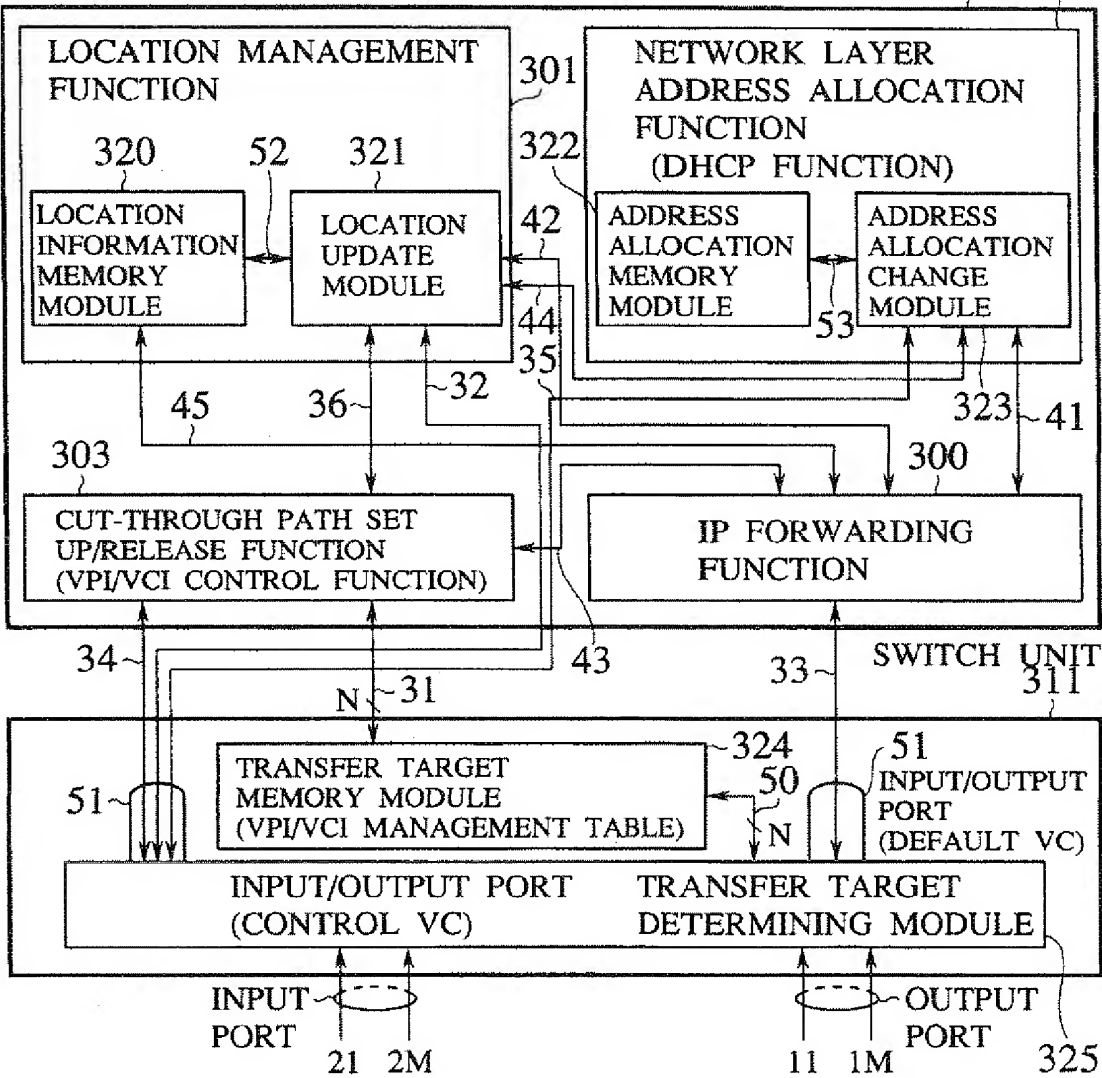 LOCATION MANAGEMENT
FUNCTION
301
NETWORK LAYER
ADDRESS ALLOCATION
FUNCTION
(DHCP FUNCTION)
320
52
321
322
LOCATION
INFORMATION
MEMORY
MODULE
LOCATION
UPDATE
MODULE
42
44
ADDRESS
ALLOCATION
MEMORY
MODULE
53
ADDRESS
ALLOCATION
CHANGE
MODULE
35
45
36
32
323
41
303
300
CUT-THROUGH PATH SET
UP/RELEASE FUNCTION
(VPI/VCI CONTROL FUNCTION)
IP FORWARDING
FUNCTION
34
31
N
43
33
SWITCH UNIT
311
324
51
TRANSFER TARGET
MEMORY MODULE
(VPI/VCI MANAGEMENT TABLE)
50
N
51
INPUT/OUTPUT
PORT
(DEFAULT VC)
INPUT/OUTPUT PORT
(CONTROL VC)
TRANSFER TARGET
DETERMINING MODULE
INPUT
PORT
OUTPUT
PORT
21
2M
11
1M
325